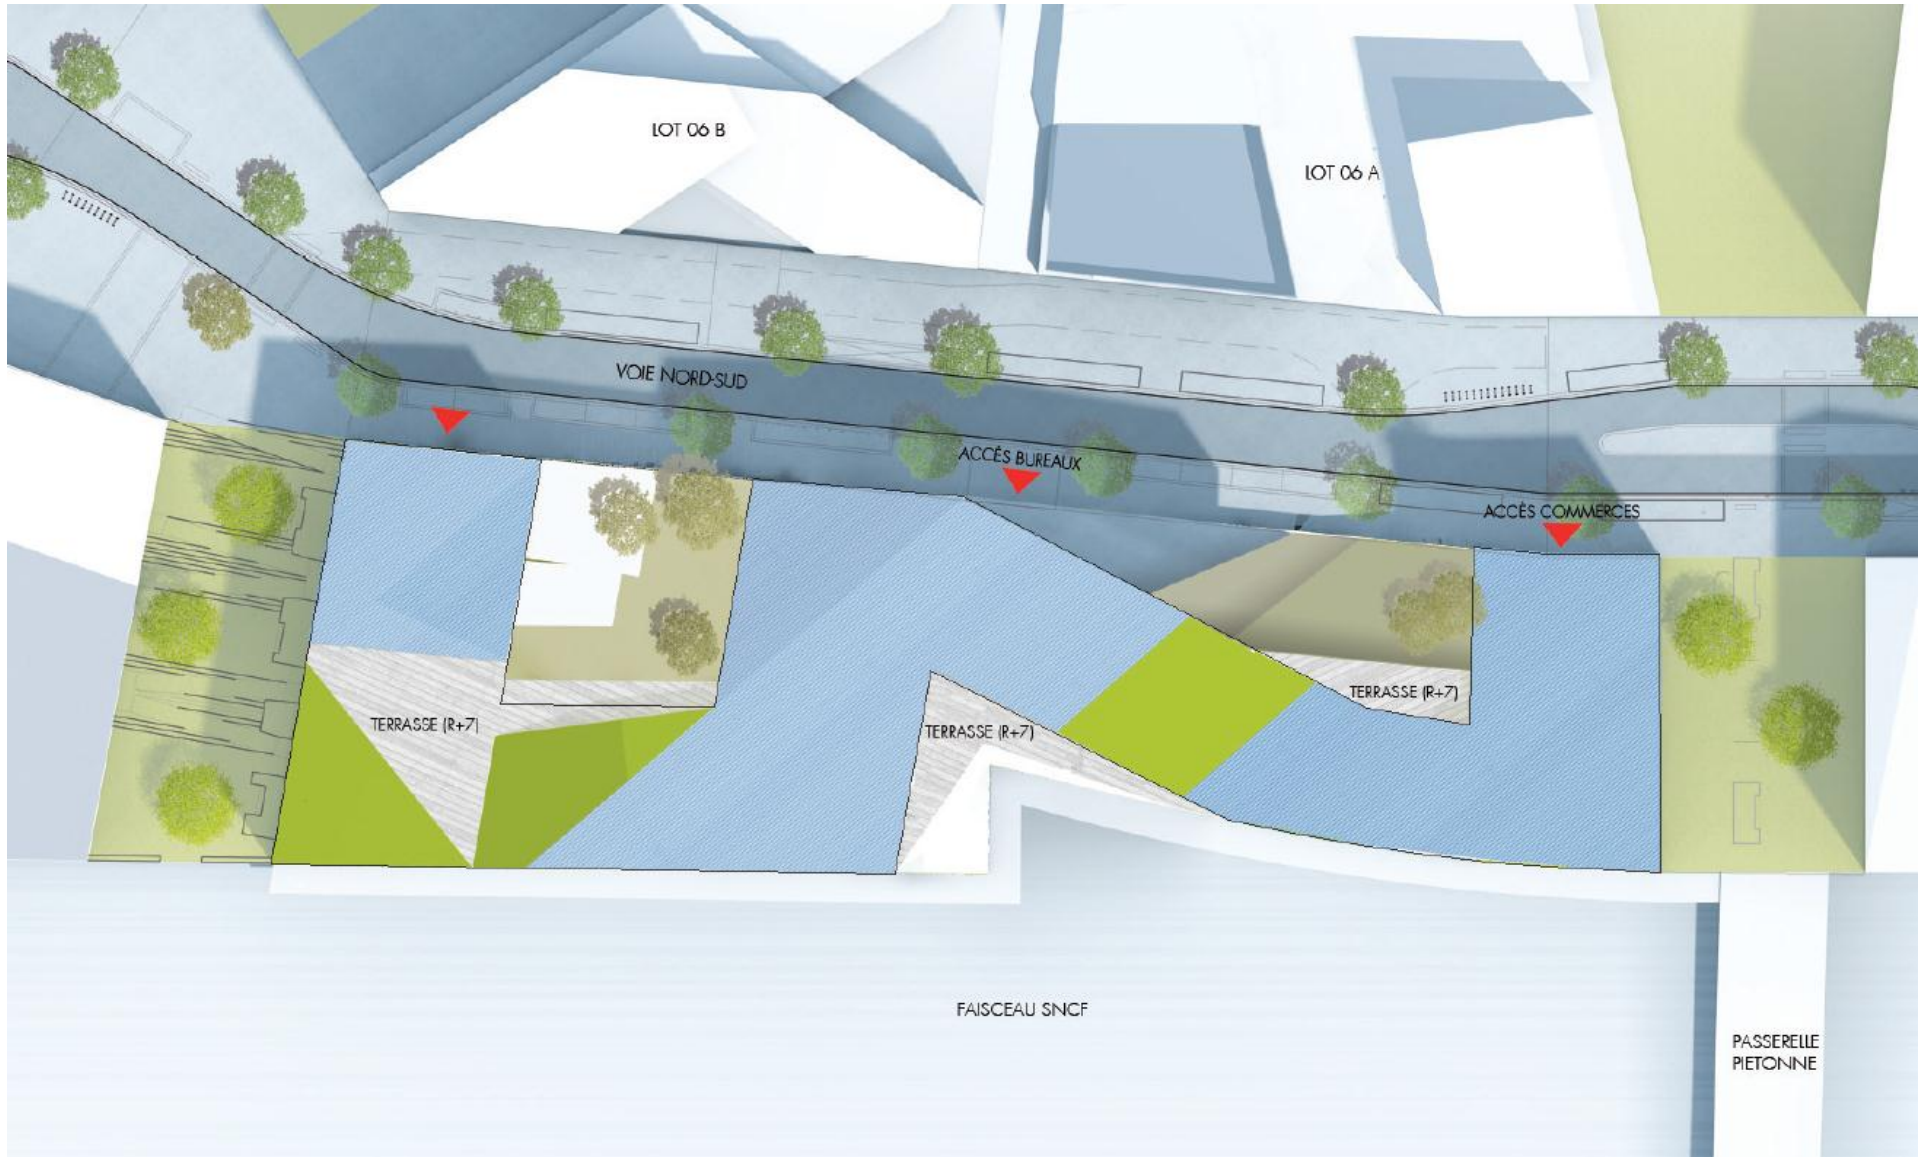 LOT 06 B
LOT 06 A
VOIE NORD-SUD
ACCÈS BUREAUX
ACCÈS COMMERCES
TERRASSE (R+7)
TERRASSE (R+7)
TERRASSE (R+7)
FAISCEAU SNCF
PASSERELLE
PIETONNE